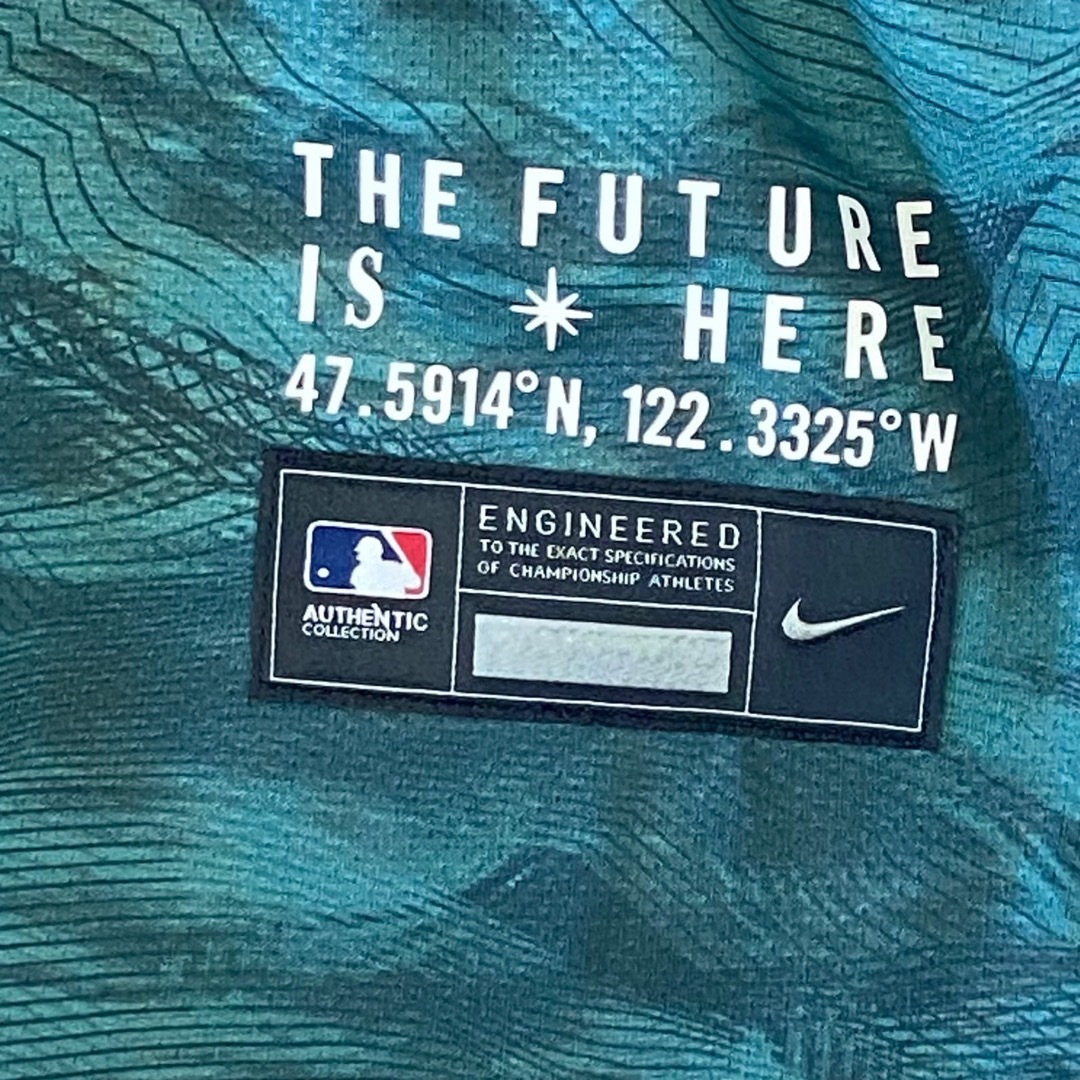 THE FUTURE
IS * HERE
47.5914°N, 122.3325°W
ENGINEERED
TO THE EXACT SPECIFICATIONS
OF CHAMPIONSHIP ATHLETES
AUTHENTIC
COLLECTION